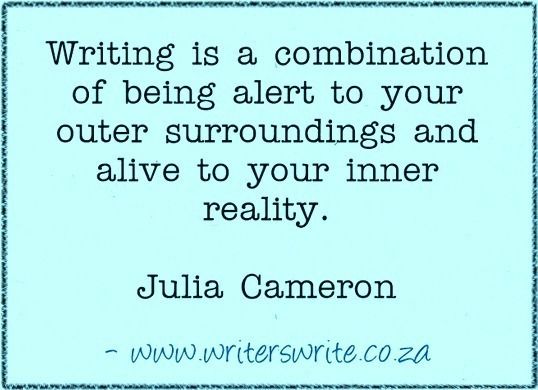 Writing is a combination
of being alert to your
outer surroundings and
alive to your inner
reality.
Julia Cameron
- www.writerswrite.co.za